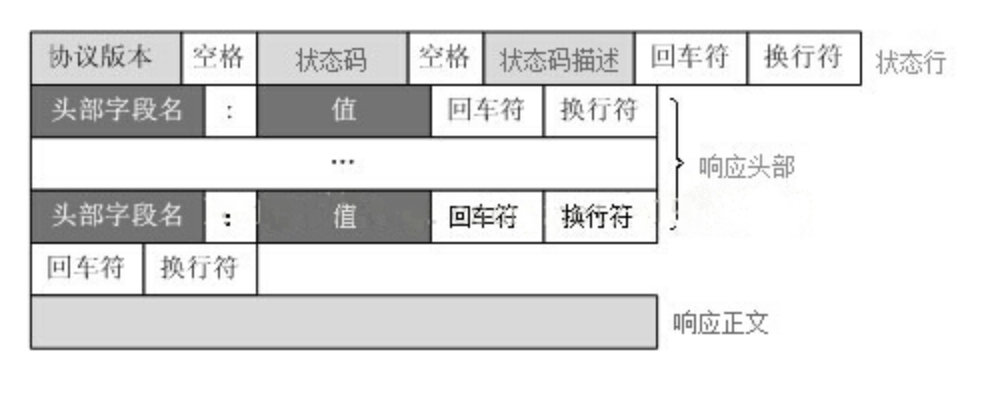 协议版本 空格 状态码 空格 状态码描述 回车符 换行符 状态行
头部字段名 : 值 回车符 换行符
... 响应头部
头部字段名 : 值 回车符 换行符
回车符 换行符
响应正文